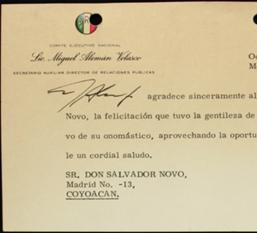 COMITE EJECUTIVO NACIONAL
Lic. Miguel Alemán Velasco
SECRETARIO AUXILIAR DIRECTOR DE RELACIONES PUBLICAS
agradece sinceramente al
Novo, la felicitación que tuvo la gentileza de
vo de su onomástico, aprovechando la oportu
le un cordial saludo.
SR. DON SALVADOR NOVO,
Madrid No. -13,
COYOACAN.